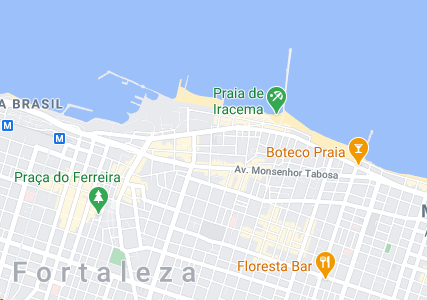 Praia de
Iracema
A BRASIL
M
M
Boteco Praia
Av. Monsenhor Tabosa
Praça do Ferreira
M
Floresta Bar
Fortaleza